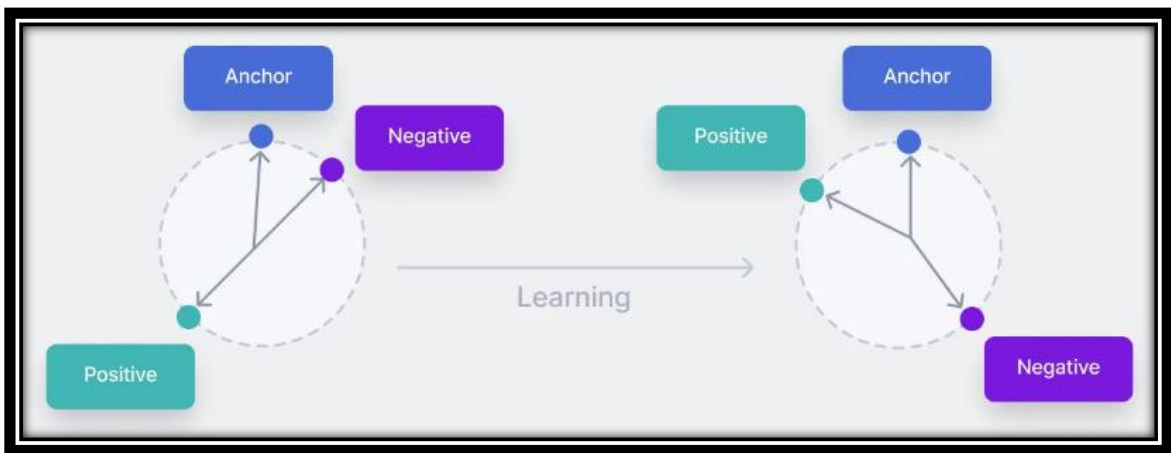 Anchor
Negative
Positive
Learning
Anchor
Positive
Negative